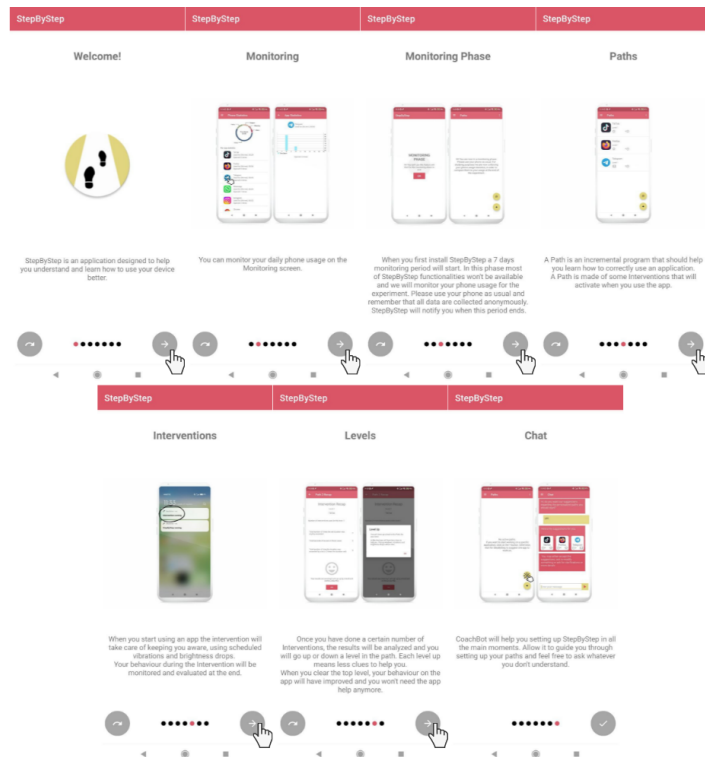 StepByStep
Welcome!
StepByStep is an application designed to help
you understand and learn how to use your device
better.
StepByStep
Monitoring
You can monitor your daily phone usage on the
Monitoring screen.
StepByStep
Monitoring Phase
MONITORING
PHASE
When you first install StepByStep a 7 days
monitoring period will start. In this phase most
of StepByStep functionalities won't be available
and we will monitor your phone usage for the
experiment. Please use your phone as usual and
remember that all data are collected anonymously.
StepByStep will notify you when this period ends.
StepByStep
Paths
A Path is an incremental program that should help
you learn how to correctly use an application.
A Path is made of some Interventions that will
activate when you use the app.
StepByStep
Interventions
When you start using an app the intervention will
take care of keeping you aware, using scheduled
vibrations and brightness drops.
Your behaviour during the Intervention will be
monitored and evaluated at the end.
StepByStep
Levels
Once you have done a certain number of
Interventions, the results will be analyzed and you
will go up or down a level in the path. Each level up
means less clues to help you.
When you clear the top level, your behaviour on the
app will have improved and you won't need the app
help anymore.
StepByStep
Chat
CoachBot will help you setting up StepByStep in all
the main moments. Allow it to guide you through
setting up your paths and feel free to ask whatever
you don't understand.